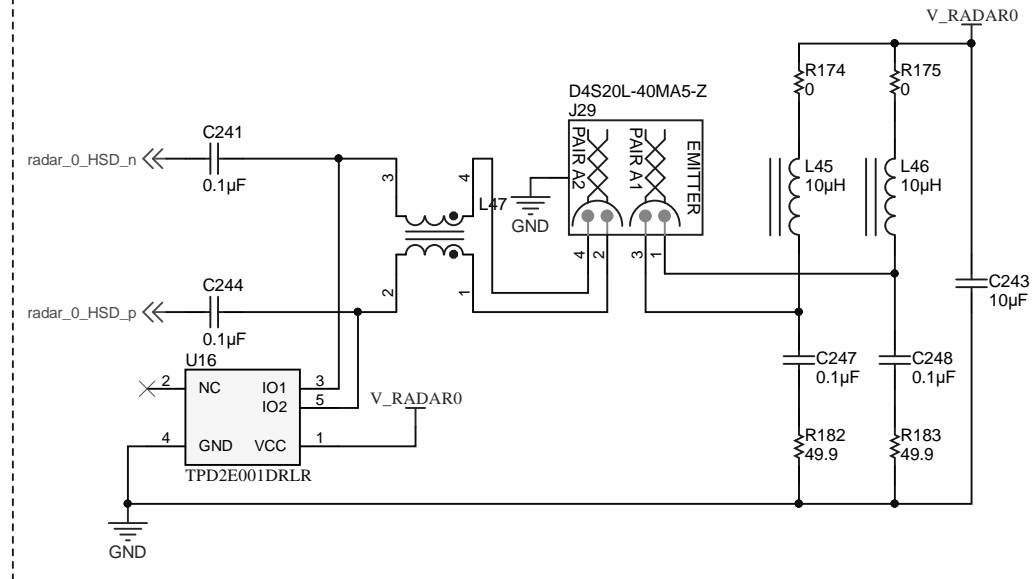 V_RADAR0
R174
0
R175
0
D4S20L-40MA5-Z
J29
PAIR A2
PAIR A1
EMITTER
C241
radar_0_HSD_n
0.1µF
3
4
L47
GND
L45
10µH
L46
10µH
4
2
3
1
C244
radar_0_HSD_p
0.1µF
2
1
C243
10µF
U16
2
NC
IO1
3
IO2
5
V_RADAR0
4
GND
VCC
1
TPD2E001DRLR
C247
0.1µF
C248
0.1µF
R182
49.9
R183
49.9
GND